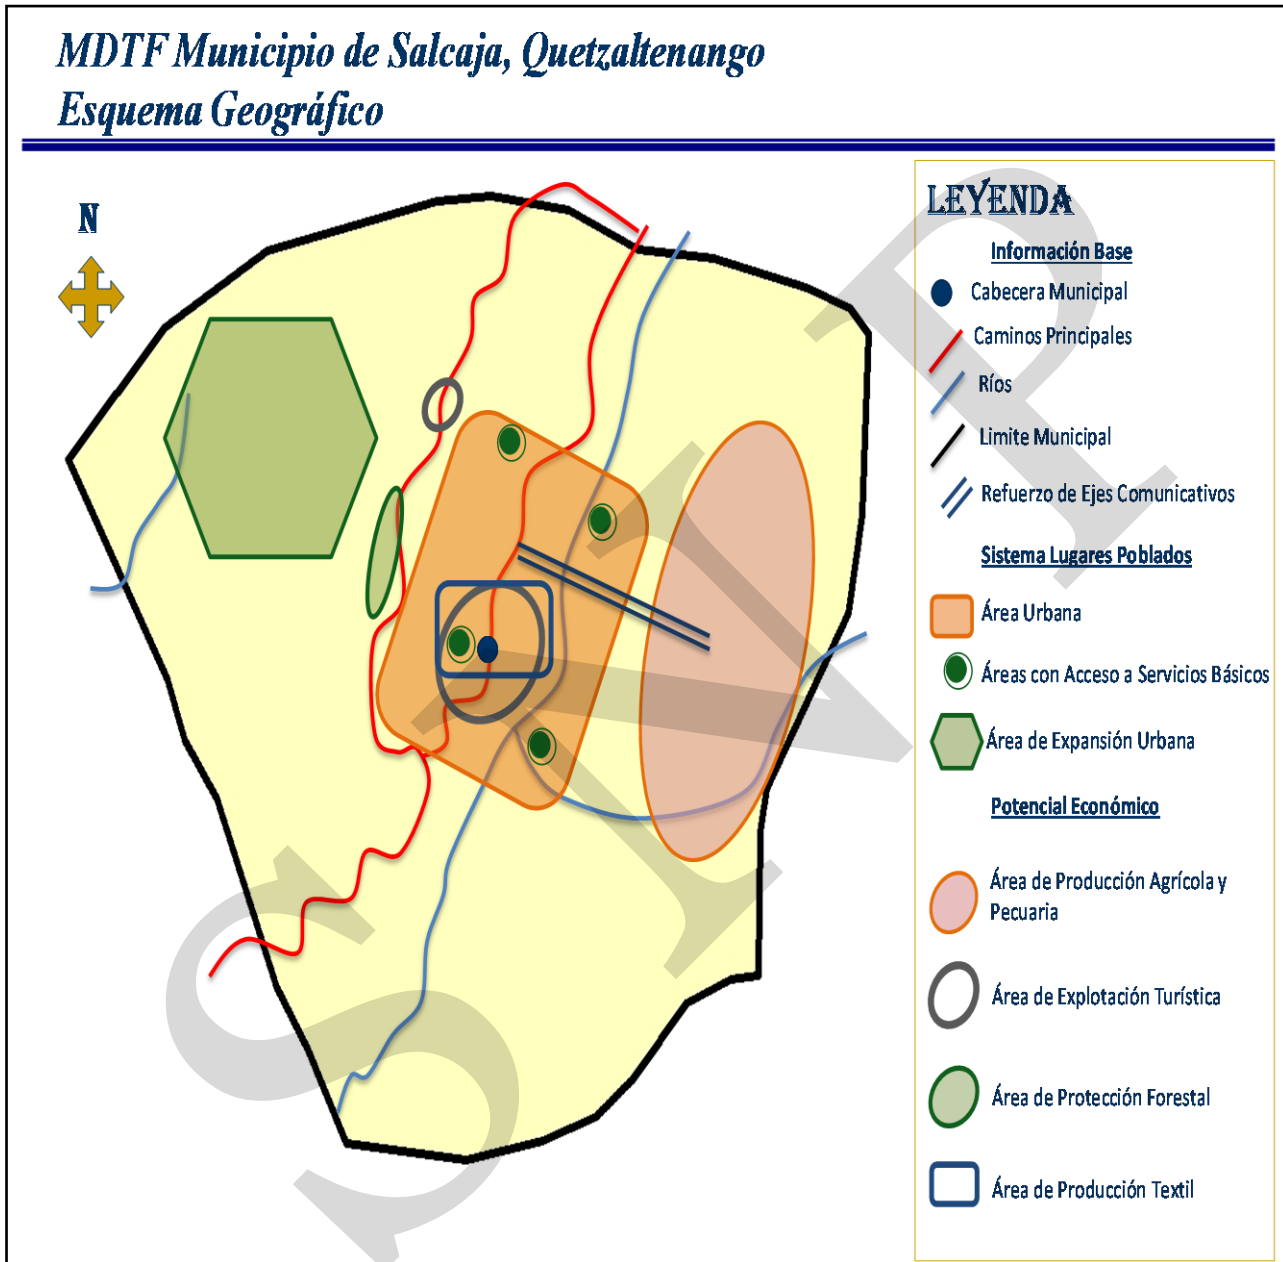 MDTF Municipio de Salcaja, Quetzaltenango
Esquema Geográfico
N
LEYENDA
Información Base
Cabecera Municipal
Caminos Principales
Ríos
Limite Municipal
Refuerzo de Ejes Comunicativos
Sistema Lugares Poblados
Área Urbana
Áreas con Acceso a Servicios Básicos
Área de Expansión Urbana
Potencial Económico
Área de Producción Agrícola y
Pecuaria
Área de Explotación Turística
Área de Protección Forestal
Área de Producción Textil
SNP